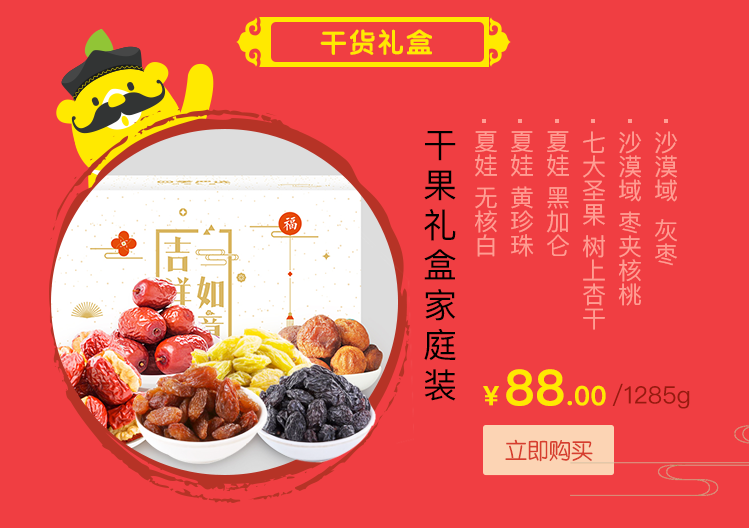 干货礼盒
福
吉祥
如意
干果礼盒家庭装
沙漠域 灰枣
沙漠域 枣夹核桃
七大圣果 树上杏干
夏娃 黑加仑
夏娃 黄珍珠
夏娃 无核白
¥88.00/1285g
立即购买